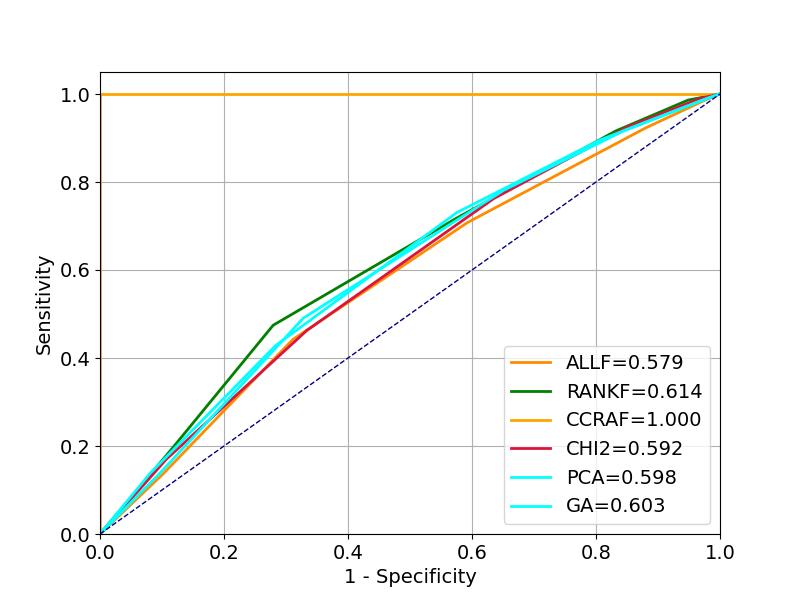 1.0
0.8
0.6
0.4
0.2
0.0
Sensitivity
ALLF=0.579
RANKF=0.614
CCRAF=1.000
CHI2=0.592
PCA=0.598
GA=0.603
0.0 0.2 0.4 0.6 0.8 1.0
1 - Specificity